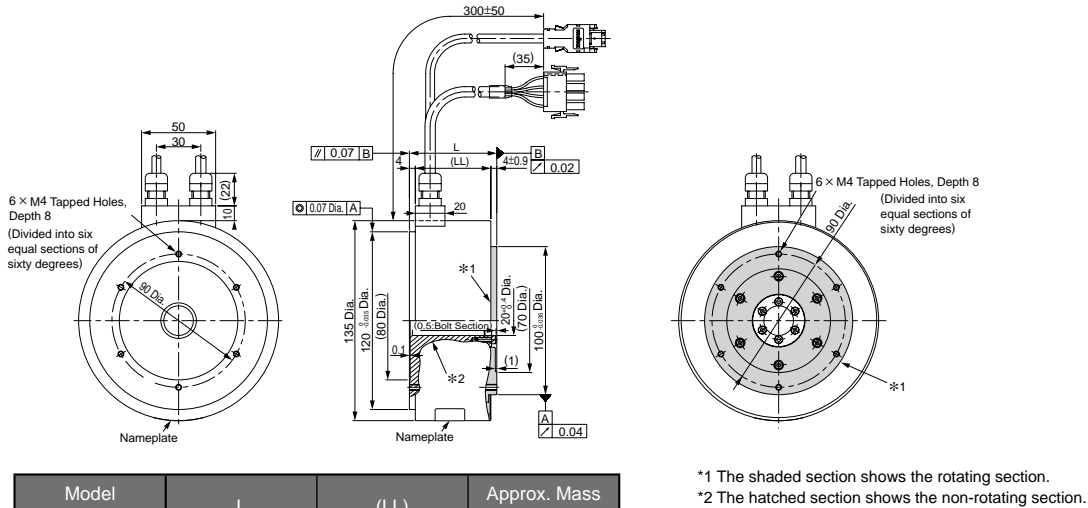 300±50
(35)
50
30
(22)
10
6 × M4 Tapped Holes,
Depth 8
(Divided into six
equal sections of
sixty degrees)
90 Dia.
Nameplate
// 0.07 B
L
4
(LL)
4±0.9
B
↗ 0.02
20
◎ 0.07 Dia. A
135 Dia.
120 -0.035 Dia.
(80 Dia.)
*1
(0.5:Bolt Section)
(70 Dia.)
0.1
(1)
*2
A
↗ 0.04
Nameplate
6 × M4 Tapped Holes, Depth 8
(Divided into six
equal sections of
sixty degrees)
90 Dia.
*1
Model
L
(LL)
Approx. Mass
*1 The shaded section shows the rotating section.
*2 The hatched section shows the non-rotating section.